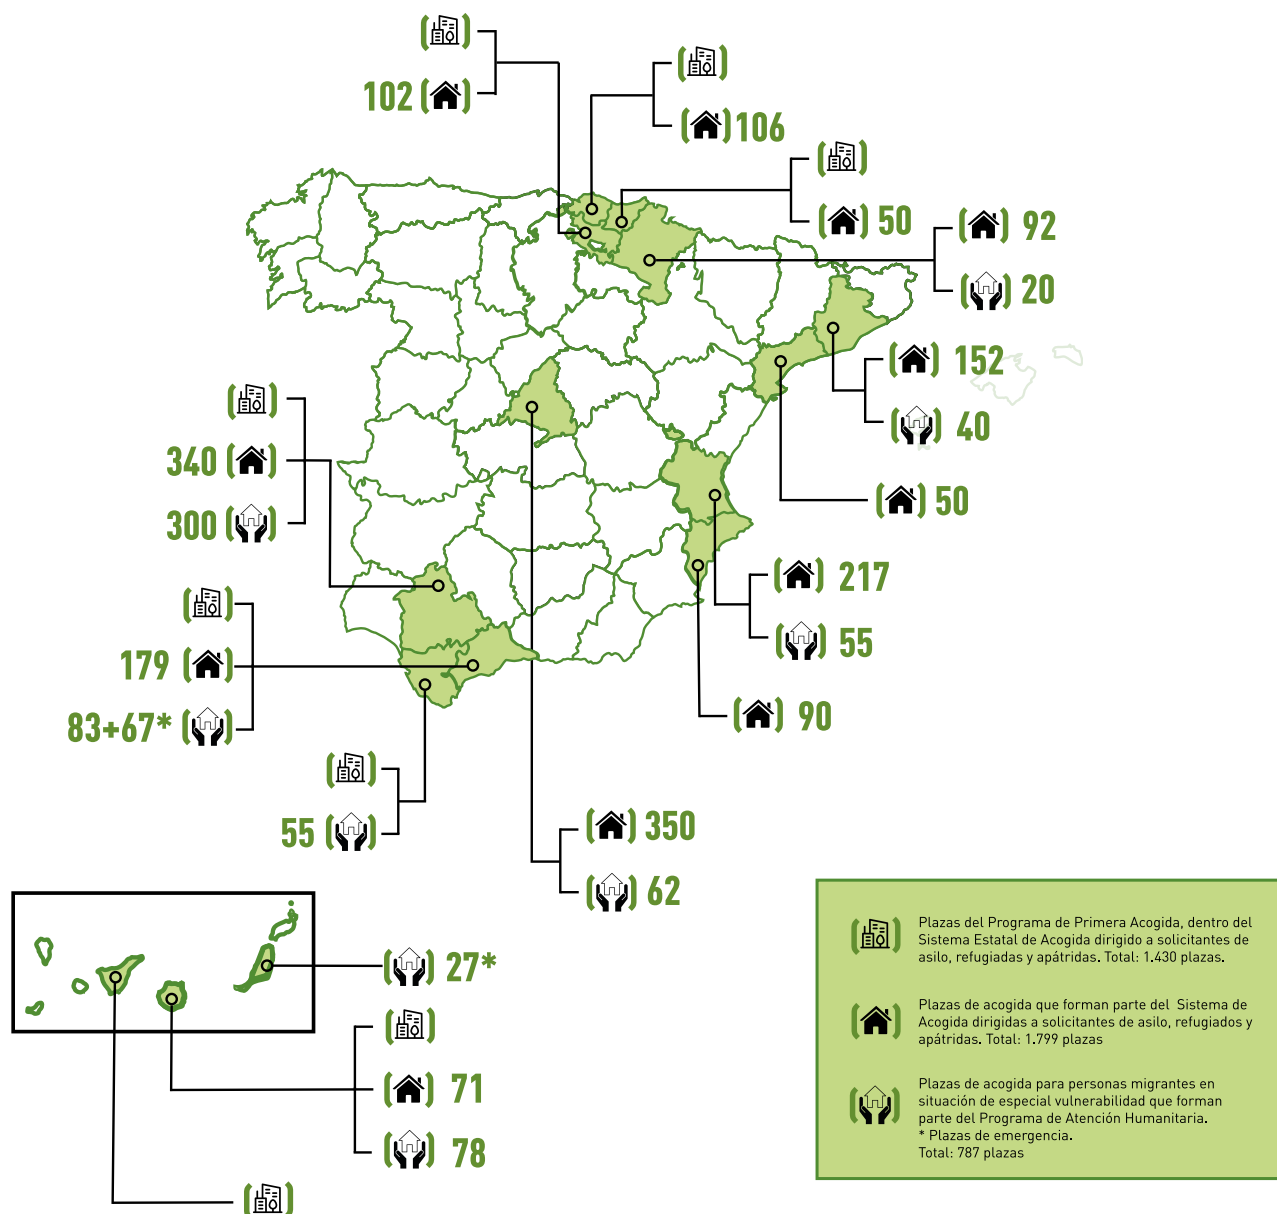 102
106
50
92
20
152
40
340
50
300
217
179
55
83+67*
90
55
350
62
27*
71
78
Plazas del Programa de Primera Acogida, dentro del
Sistema Estatal de Acogida dirigido a solicitantes de
asilo, refugiadas y apátridas. Total: 1.430 plazas.
Plazas de acogida que forman parte del Sistema de
Acogida dirigidas a solicitantes de asilo, refugiados y
apátridas. Total: 1.799 plazas
Plazas de acogida para personas migrantes en
situación de especial vulnerabilidad que forman
parte del Programa de Atención Humanitaria.
* Plazas de emergencia.
Total: 787 plazas